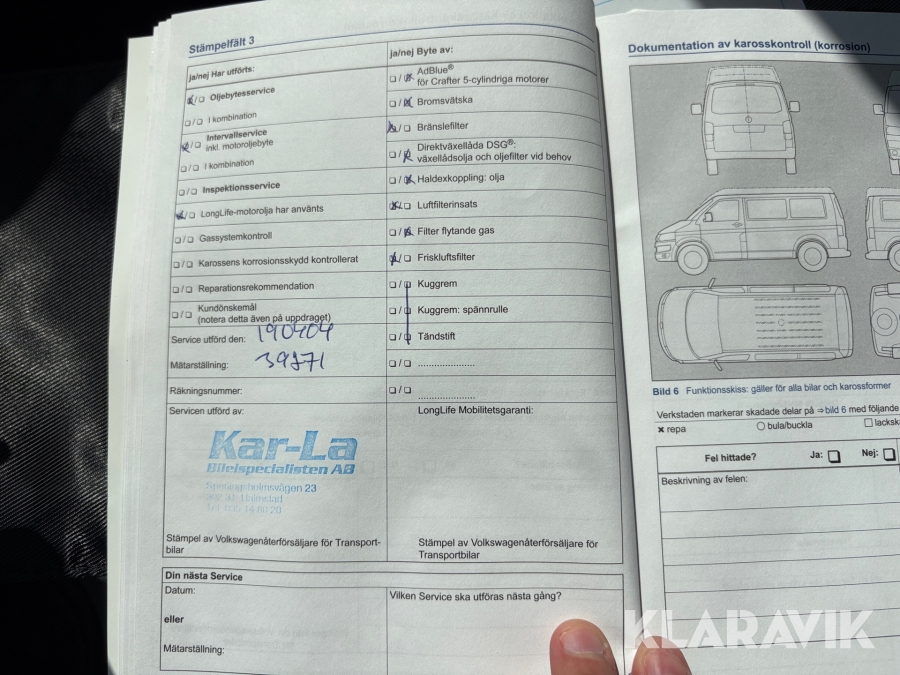 Stämpelfält 3
ja/nej Har utförts:
Oljebytesservice
I kombination
Intervallservice
inkl. motoroljebyte
I kombination
Inspektionsservice
LongLife-motorolja har använts
Gassystemkontroll
Karossens korrosionsskydd kontrollerat
Reparationsrekommendation
Kundönskemål
(notera detta även på uppdraget)
Service utförd den: 190404
Mätarställning:
Räkningsnummer:
Servicen utförd av:
Kar-La
Bilelspecialisten AB
Stämpel av Volkswagenåterförsäljare för Transport-
bilar
ja/nej Byte av:
AdBlue®
för Crafter 5-cylindriga motorer
Bromsvätska
Bränslefilter
Direktväxellåda DSG®:
växellådsolja och oljefilter vid behov
Haldexkoppling: olja
Luftfilterinsats
Filter flytande gas
Friskluftsfilter
Kuggrem
Kuggrem: spännrulle
Tändstift
LongLife Mobilitetsgaranti:
Stämpel av Volkswagenåterförsäljare för
Transportbilar
Din nästa Service
Datum:
eller
Mätarställning:
Vilken Service ska utföras nästa gång?
Dokumentation av karosskontroll (korrosion)
Bild 6 Funktionsskiss: gäller för alla bilar och karossformer
Verkstaden markerar skadade delar på ⇒bild 6 med följande
repa
bula/buckla
Fel hittade? Ja: Nej:
Beskrivning av felen:
KLARAVIK